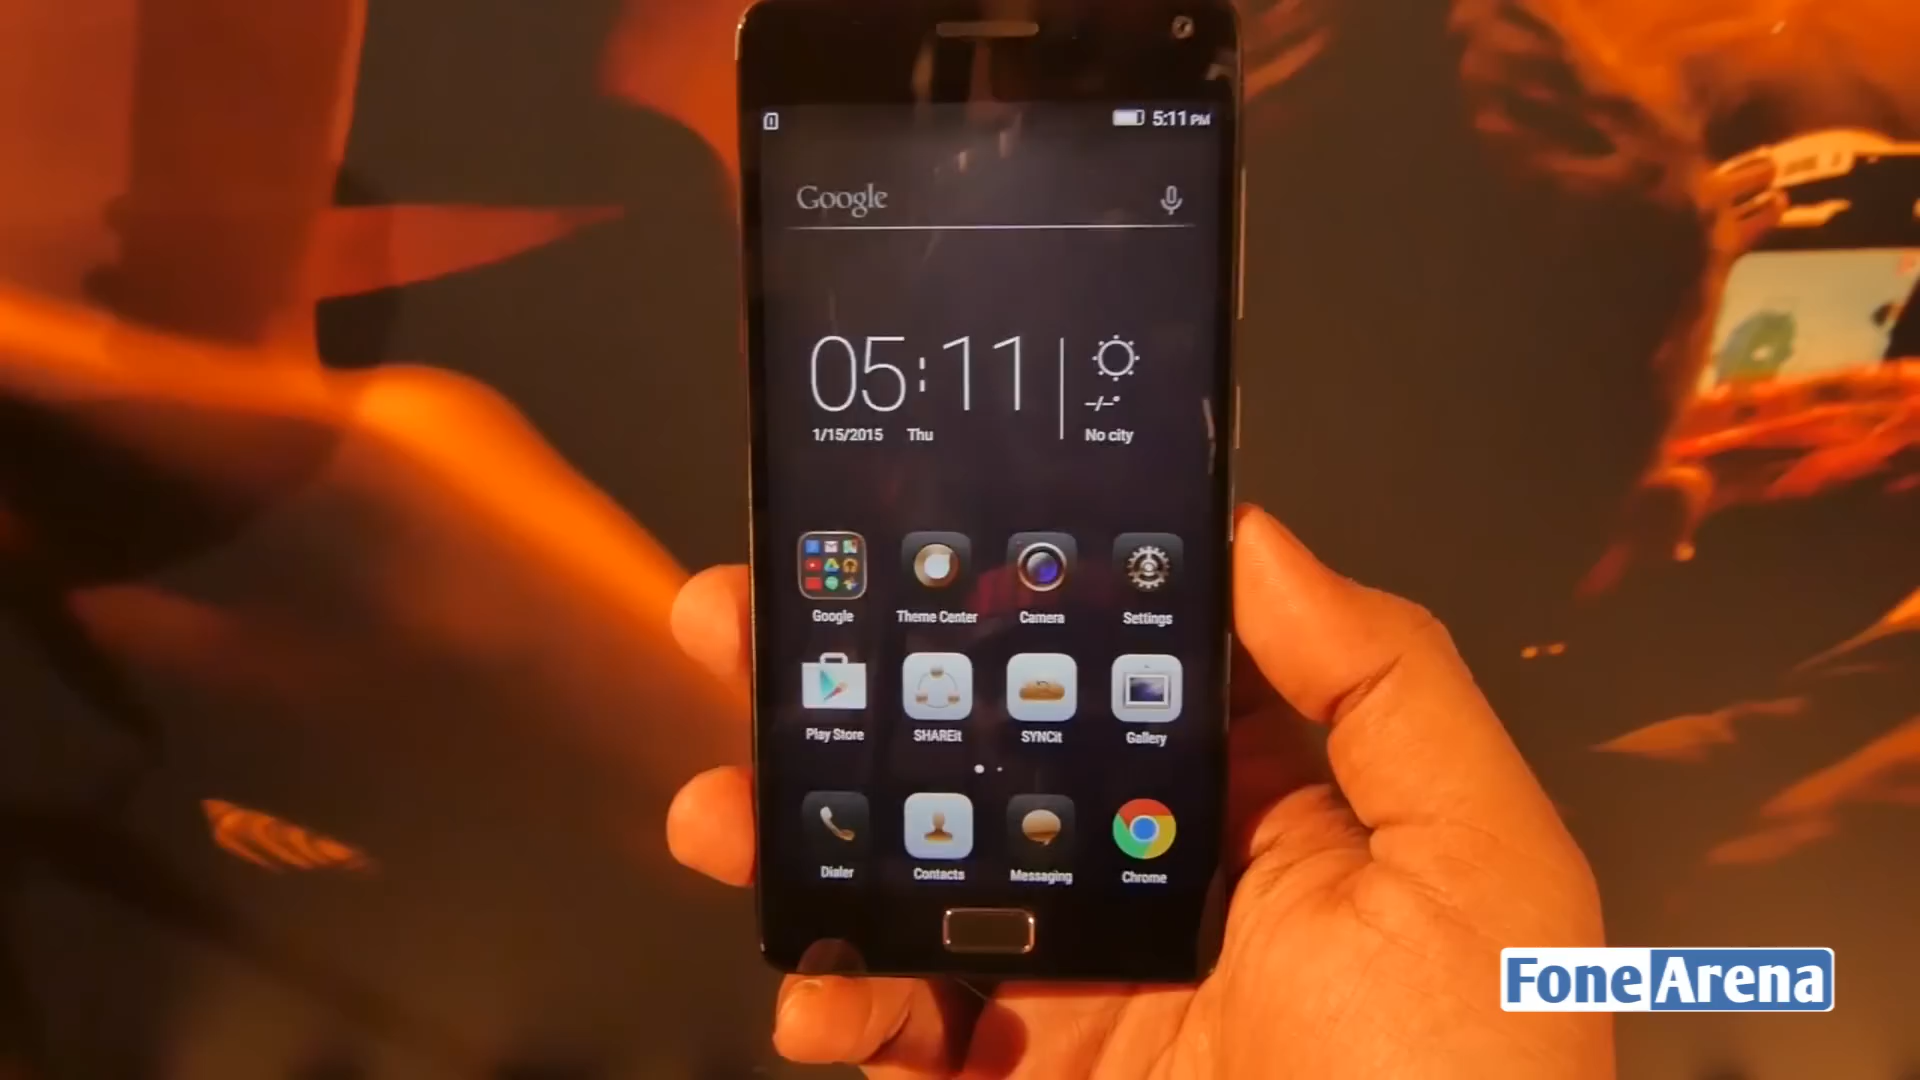 5:11 PM
Google
05:11
--/--°
1/15/2015 Thu
No city
Google
Theme Center
Camera
Settings
Play Store
SHAREit
SYNCit
Gallery
Dialer
Contacts
Messaging
Chrome
FoneArena